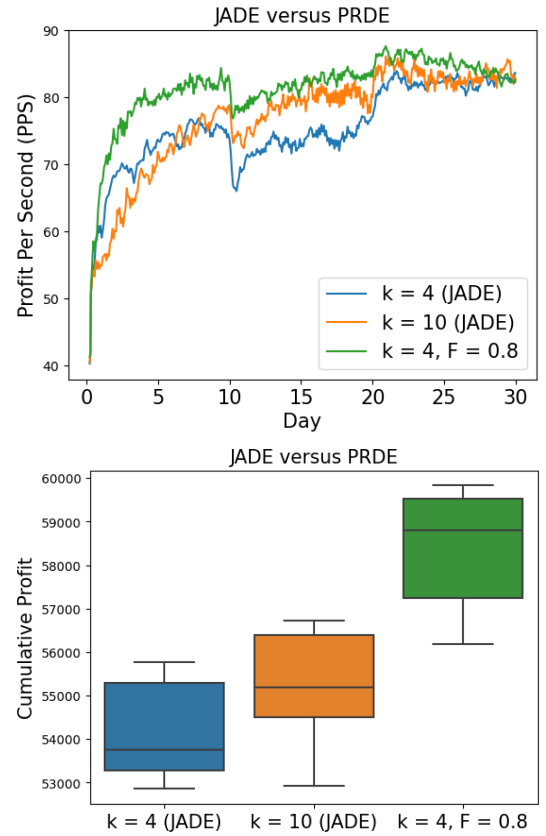 JADE versus PRDE
Profit Per Second (PPS)
90
80
70
60
50
40
k = 4 (JADE)
k = 10 (JADE)
k = 4, F = 0.8
0 5 10 15 20 25 30
Day
JADE versus PRDE
Cumulative Profit
60000
59000
58000
57000
56000
55000
54000
53000
k = 4 (JADE) k = 10 (JADE) k = 4, F = 0.8